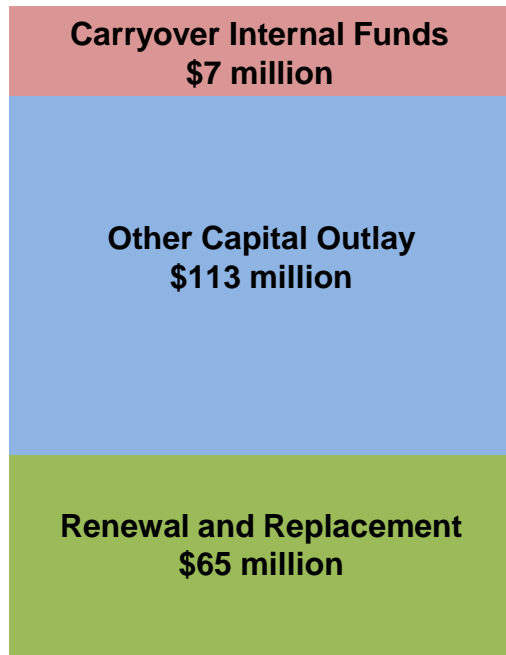 Carryover Internal Funds
$7 million
Other Capital Outlay
$113 million
Renewal and Replacement
$65 million